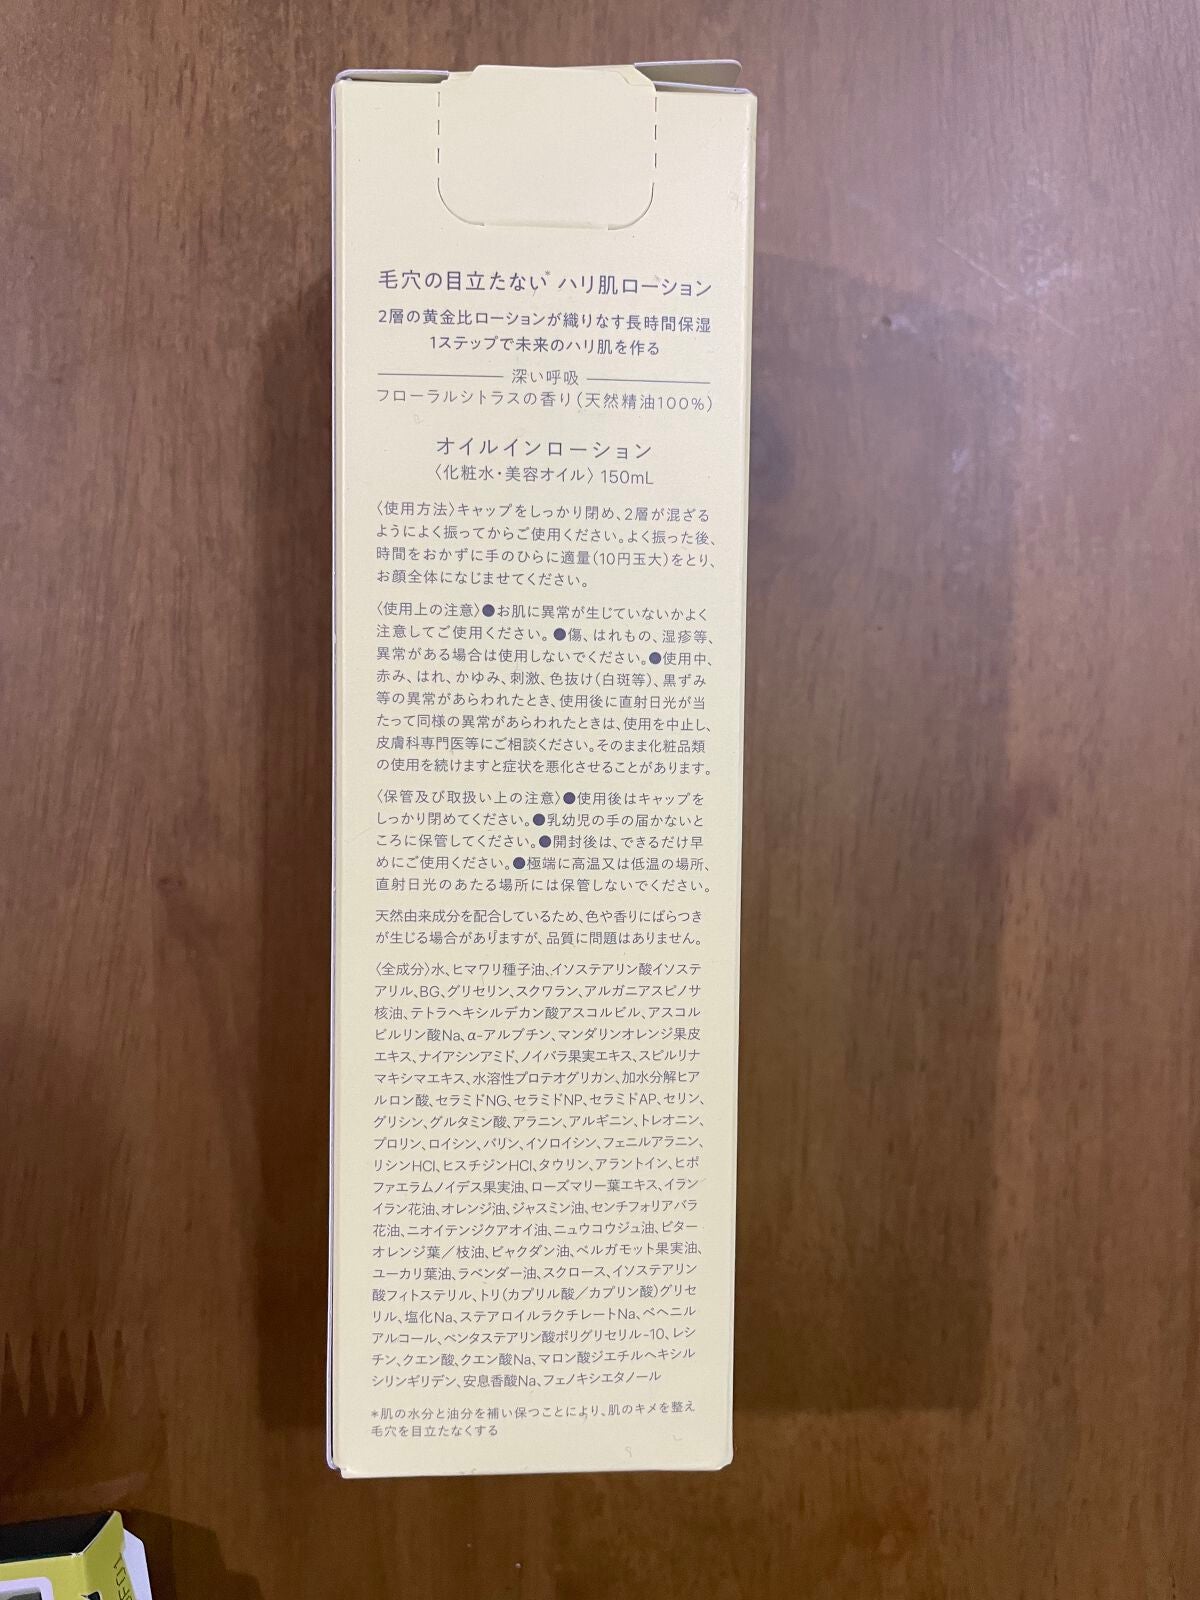 毛穴の目立たない* ハリ肌ローション
2層の黄金比ローションが織りなす長時間保湿
1ステップで未来のハリ肌を作る
深い呼吸
フローラルシトラスの香り(天然精油100%)
オイルインローション
〈化粧水・美容オイル〉150mL
〈使用方法〉キャップをしっかり閉め、2層が混ざる
ようによく振ってからご使用ください。よく振った後、
時間をおかずに手のひらに適量(10円玉大)をとり、
お顔全体になじませてください。
〈使用上の注意〉●お肌に異常が生じていないかよく
注意してご使用ください。●傷、はれもの、湿疹等、
異常がある場合は使用しないでください。●使用中、
赤み、はれ、かゆみ、刺激、色抜け(白斑等)、黒ずみ
等の異常があらわれたとき、使用後に直射日光が当
たって同様の異常があらわれたときは、使用を中止し、
皮膚科専門医等にご相談ください。そのまま化粧品類
の使用を続けますと症状を悪化させることがあります。
〈保管及び取扱い上の注意〉●使用後はキャップを
しっかり閉めてください。●乳幼児の手の届かないと
ころに保管してください。●開封後は、できるだけ早
めにご使用ください。●極端に高温又は低温の場所、
直射日光のあたる場所には保管しないでください。
天然由来成分を配合しているため、色や香りにばらつき
が生じる場合がありますが、品質に問題はありません。
〈全成分〉水、ヒマワリ種子油、イソステアリン酸イソステ
アリル、BG、グリセリン、スクワラン、アルガニアスピノサ
核油、テトラヘキシルデカン酸アスコルビル、アスコル
ビルリン酸Na、α-アルブチン、マンダリンオレンジ果皮
エキス、ナイアシンアミド、ノイバラ果実エキス、スピルリナ
マキシマエキス、水溶性プロテオグリカン、加水分解ヒア
ルロン酸、セラミドNG、セラミドNP、セラミドAP、セリン、
グリシン、グルタミン酸、アラニン、アルギニン、トレオニン、
プロリン、ロイシン、バリン、イソロイシン、フェニルアラニン、
リシンHCl、ヒスチジンHCl、タウリン、アラントイン、ヒポ
ファエラムノイデス果実油、ローズマリー葉エキス、イラン
イラン花油、オレンジ油、ジャスミン油、センチフォリアバラ
花油、ニオイテンジクアオイ油、ニュウコウジュ油、ビター
オレンジ葉/枝油、ビャクダン油、ベルガモット果実油、
ユーカリ葉油、ラベンダー油、スクロース、イソステアリン
酸フィトステリル、トリ(カプリル酸/カプリン酸)グリセ
リル、塩化Na、ステアロイルラクチレートNa、ベヘニル
アルコール、ペンタステアリン酸ポリグリセリル-10、レシ
チン、クエン酸、クエン酸Na、マロン酸ジエチルヘキシル
シリンギリデン、安息香酸Na、フェノキシエタノール
*肌の水分と油分を補い保つことにより、肌のキメを整え
毛穴を目立たなくする